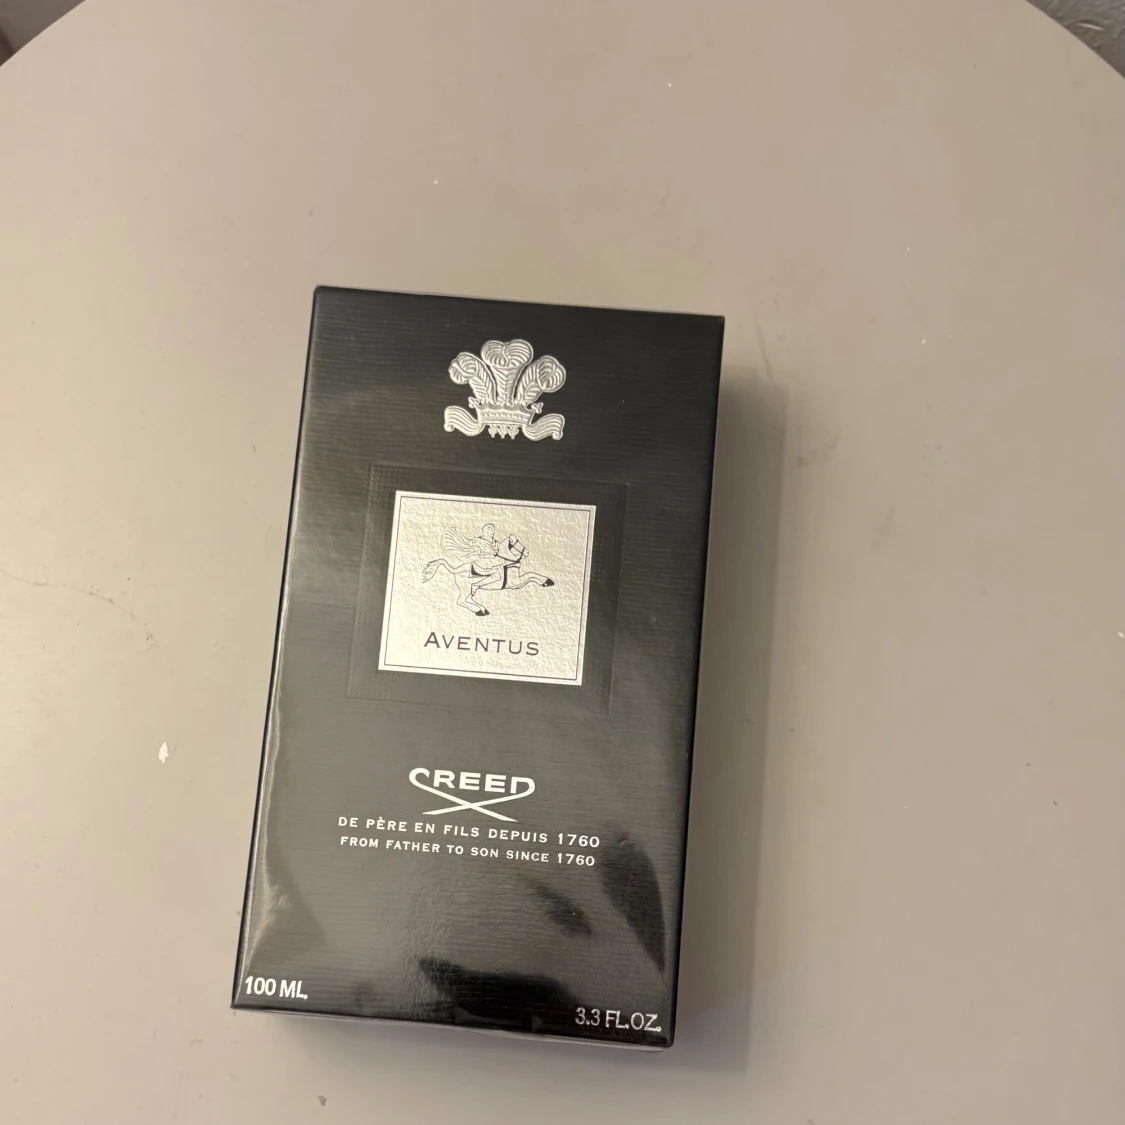 AVENTUS
CREED
DE PÈRE EN FILS DEPUIS 1760
FROM FATHER TO SON SINCE 1760
100 ML
3.3 FL.OZ.